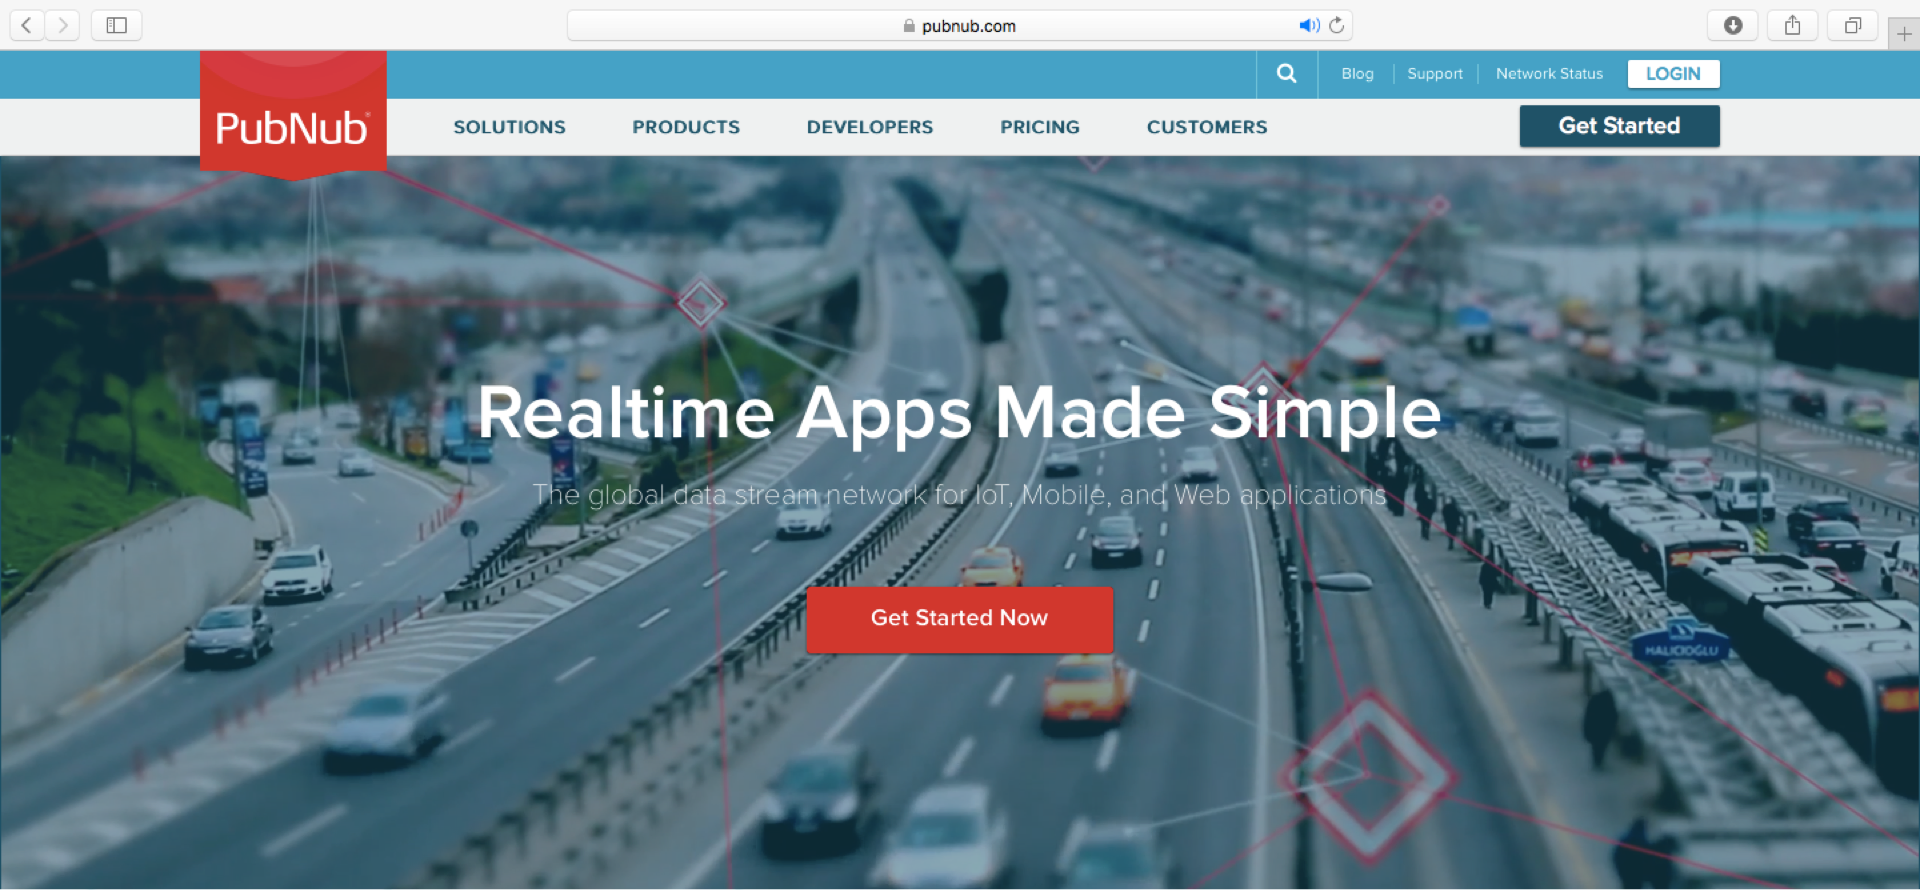 pubnub.com
Blog
Support
Network Status
LOGIN
PubNub®
SOLUTIONS
PRODUCTS
DEVELOPERS
PRICING
CUSTOMERS
Get Started
Realtime Apps Made Simple
The global data stream network for IoT, Mobile, and Web applications
Get Started Now
HALICIOĞLU